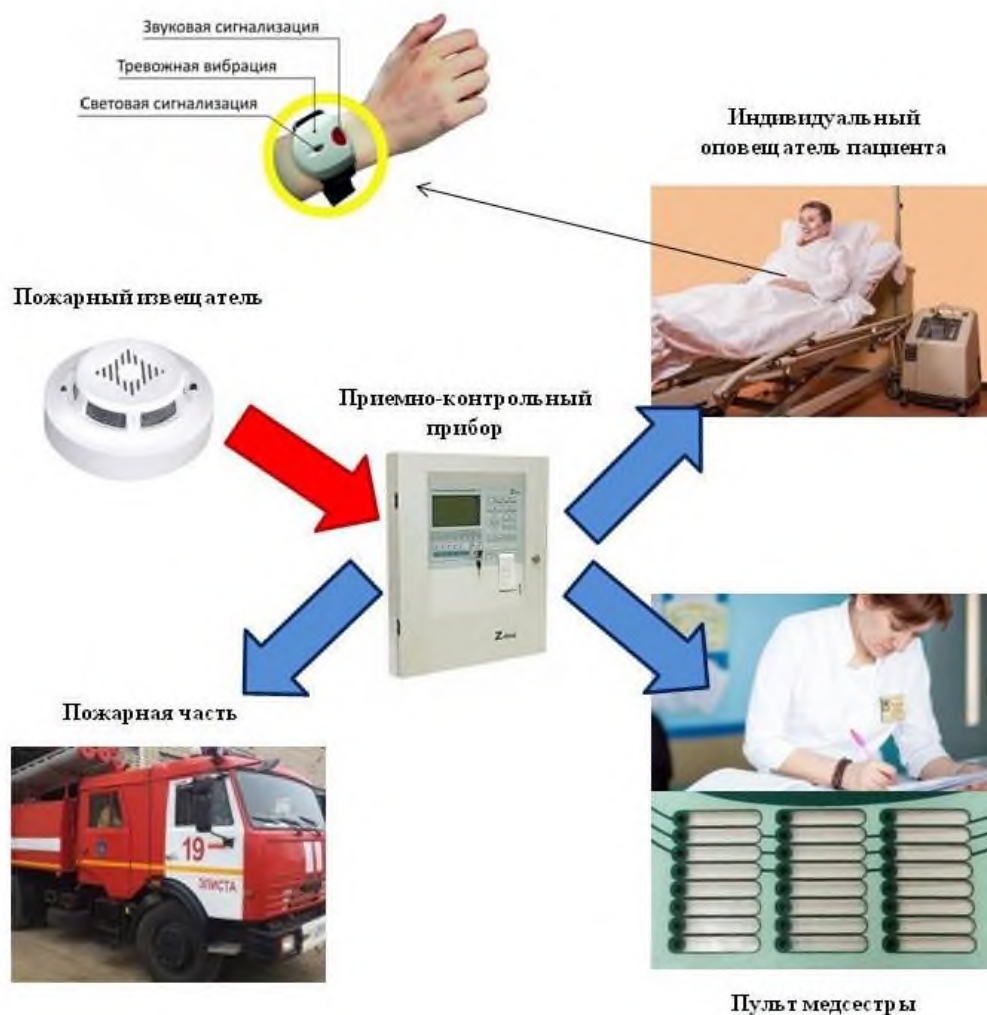 Звуковая сигнализация
Тревожная вибрация
Световая сигнализация
Индивидуальный
оповещатель пациента
Пожарный извещатель
Приемно-контрольный
прибор
Пожарная часть
19
ЭЛИСТА
Пульт медсестры